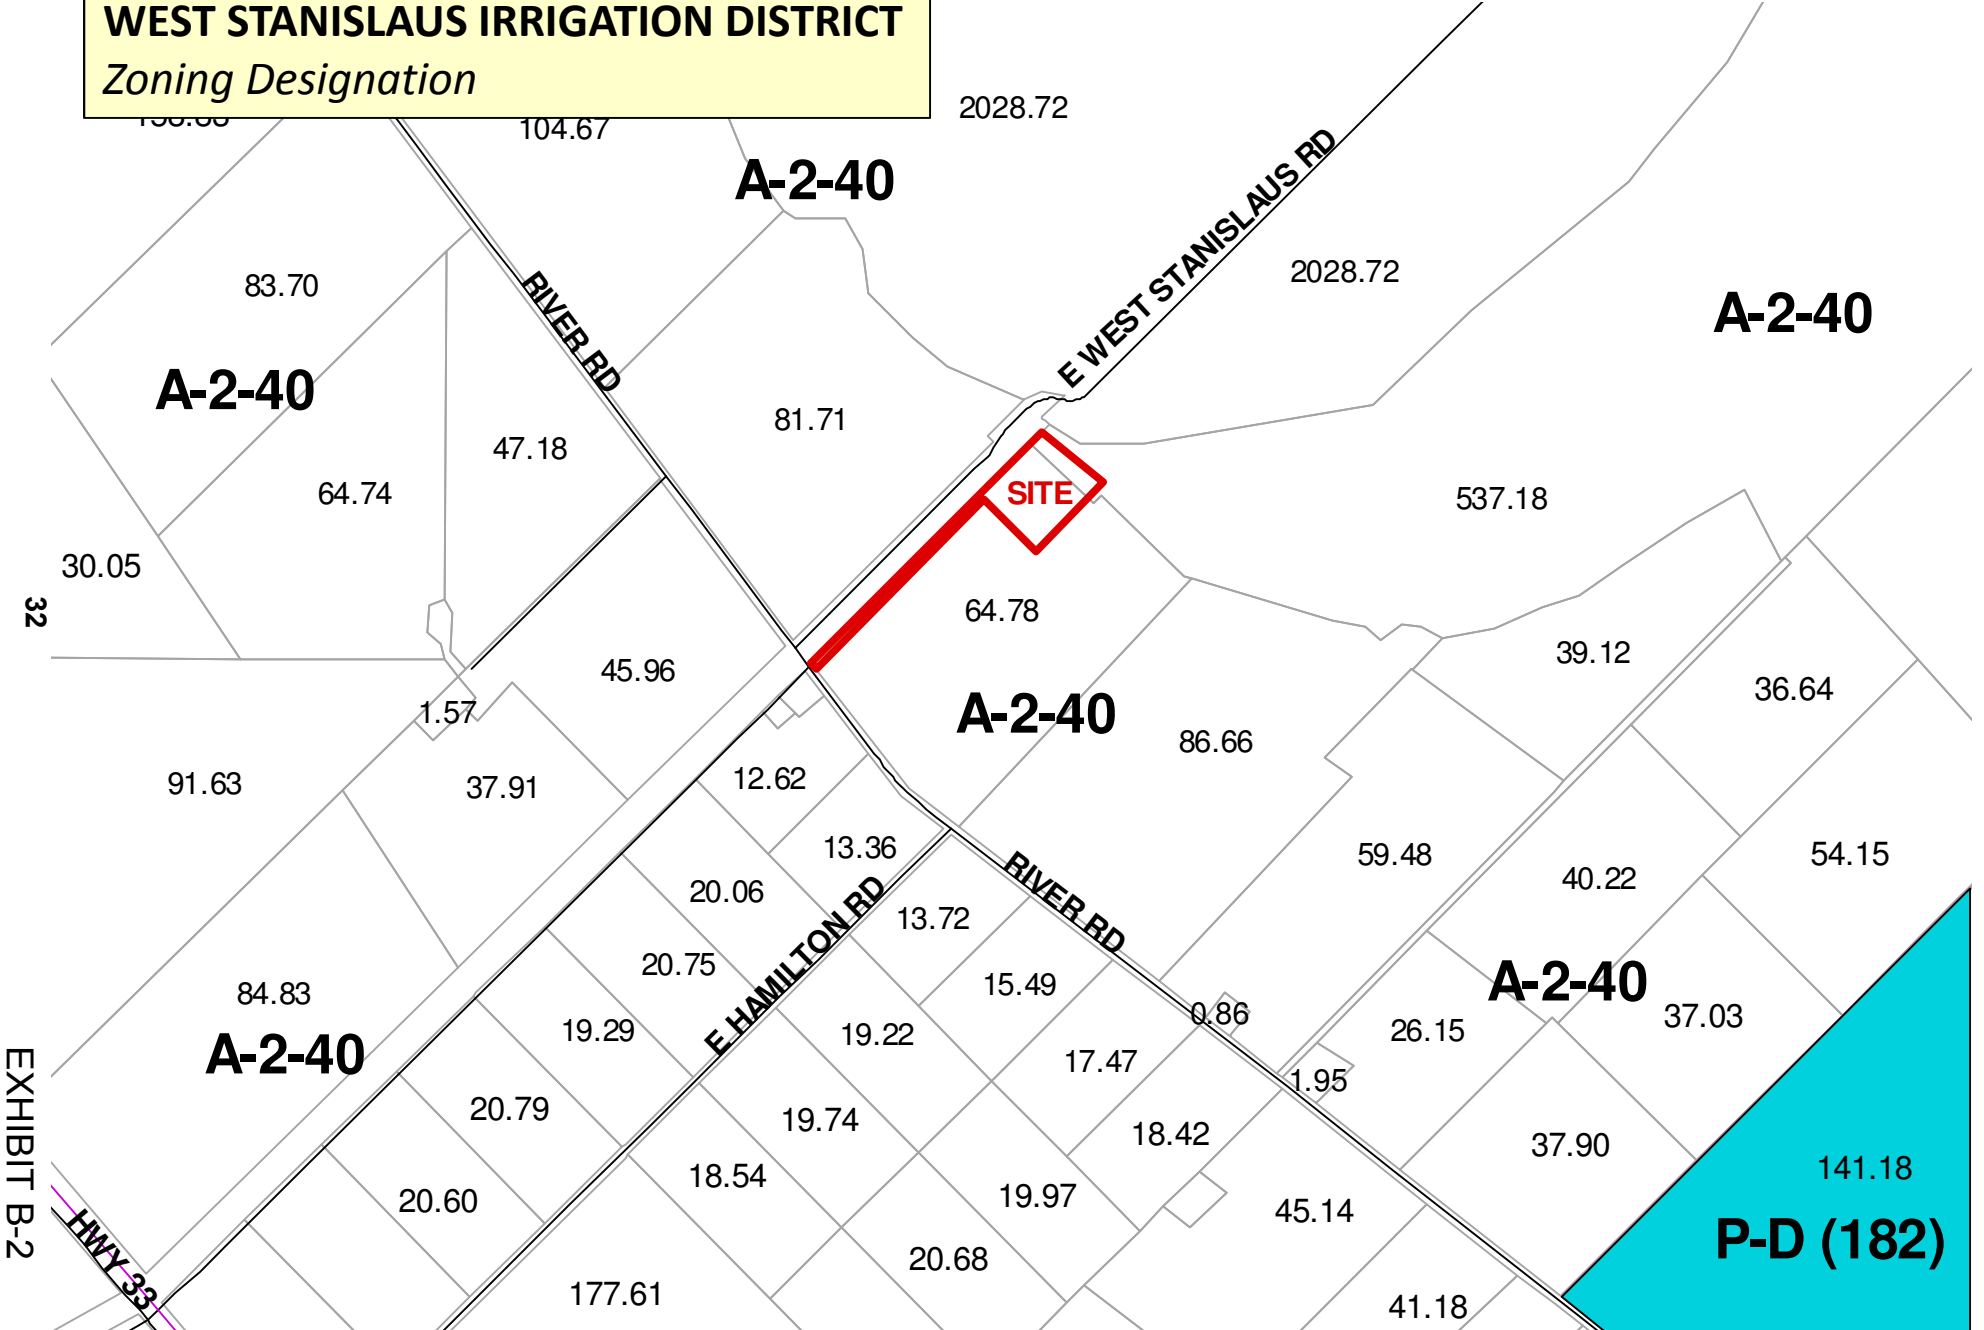 WEST STANISLAUS IRRIGATION DISTRICT
Zoning Designation
104.67
2028.72
A-2-40
E WEST STANISLAUS RD
2028.72
83.70
RIVER RD
A-2-40
A-2-40
81.71
47.18
64.74
SITE
537.18
30.05
32
64.78
39.12
45.96
36.64
1.57
A-2-40
86.66
91.63
37.91
12.62
13.36
59.48
54.15
40.22
20.06
RIVER RD
13.72
E HAMILTON RD
20.75
15.49
A-2-40
84.83
0.86
37.03
19.29
19.22
26.15
A-2-40
17.47
1.95
20.79
19.74
18.42
37.90
EXHIBIT B-2
141.18
18.54
19.97
20.60
45.14
P-D (182)
HWY 33
20.68
177.61
41.18